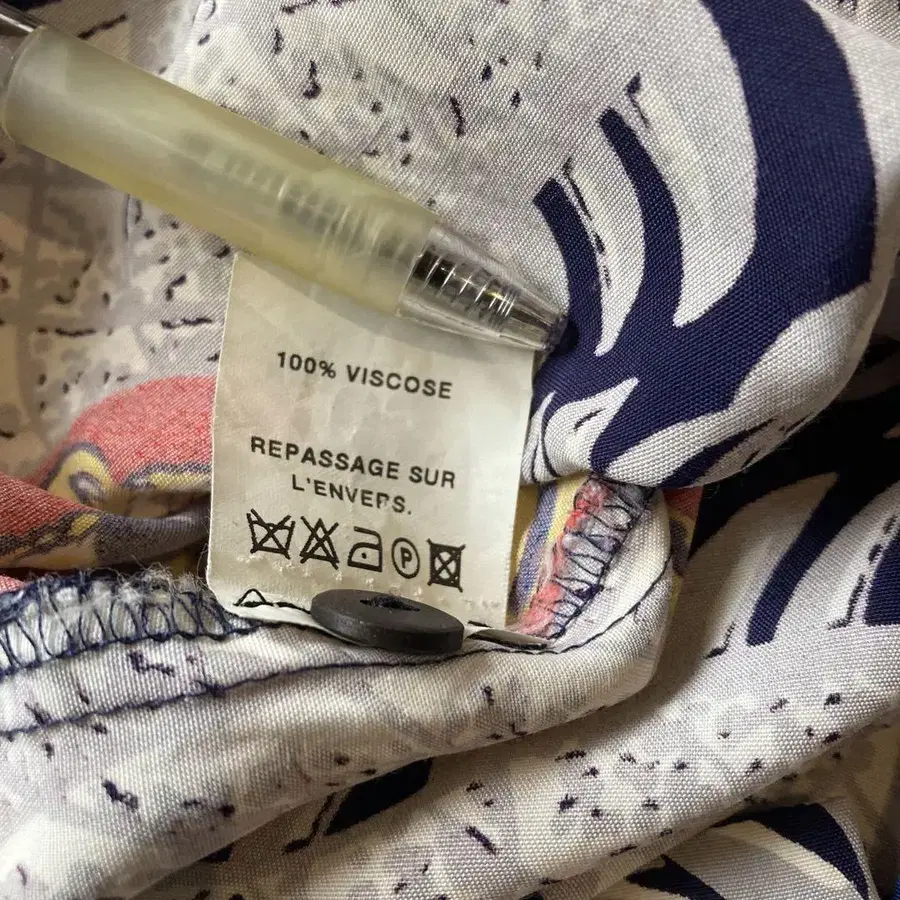 100% VISCOSE
REPASSAGE SUR
L'ENVERS.
P